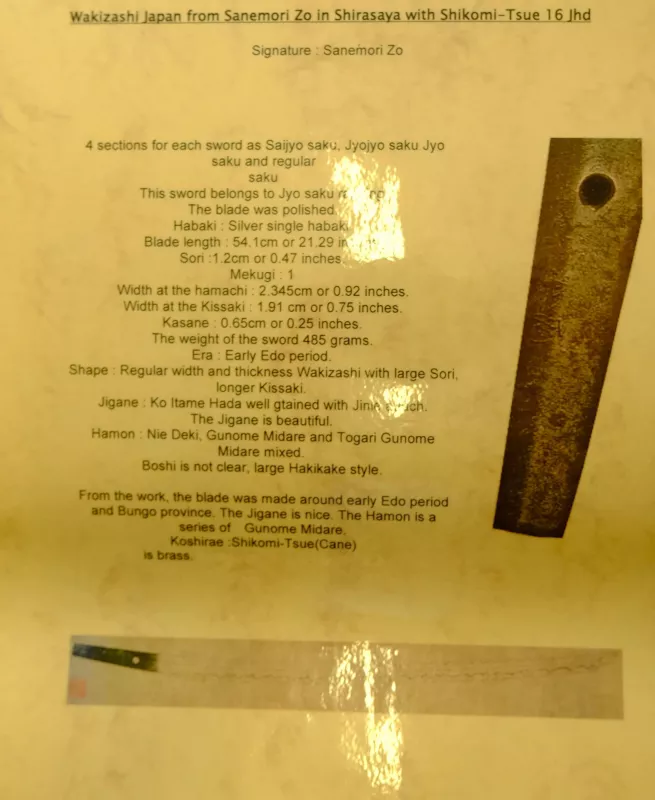 Wakizashi Japan from Sanemori Zo in Shirasaya with Shikomi-Tsue 16 Jhd
Signature : Sanemori Zo
4 sections for each sword as Saijyo saku, Jyojyo saku Jyo
saku and regular
saku
This sword belongs to Jyo saku
The blade was polished.
Habaki : Silver single habaki
Blade length : 54.1cm or 21.29
Sori :1.2cm or 0.47 inches
Mekugi : 1
Width at the hamachi : 2.345cm or 0.92 inches.
Width at the Kissaki : 1.91 cm or 0.75 inches.
Kasane : 0.65cm or 0.25 inches.
The weight of the sword 485 grams.
Era : Early Edo period.
Shape : Regular width and thickness Wakizashi with large Sori,
longer Kissaki.
Jigane : Ko Itame Hada well gtained with
The Jigane is beautiful.
Hamon : Nie Deki, Gunome Midare and Togari Gunome
Midare mixed.
Boshi is not clear, large Hakikake style.
From the work, the blade was made around early Edo period
and Bungo province. The Jigane is nice. The Hamon is a
series of Gunome Midare.
Koshirae :Shikomi-Tsue(Cane)
is brass.